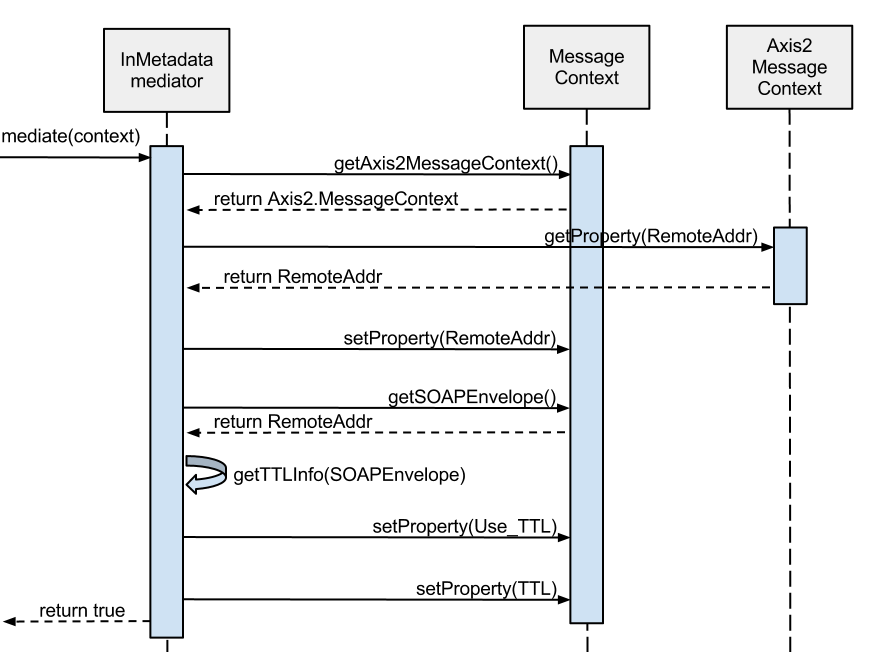 InMetadata
mediator
Message
Context
Axis2
Message
Context
mediate(context)
getAxis2MessageContext()
return Axis2.MessageContext
getProperty(RemoteAddr)
return RemoteAddr
setProperty(RemoteAddr)
getSOAPEnvelope()
return RemoteAddr
getTTLInfo(SOAPEnvelope)
setProperty(Use_TTL)
setProperty(TTL)
return true